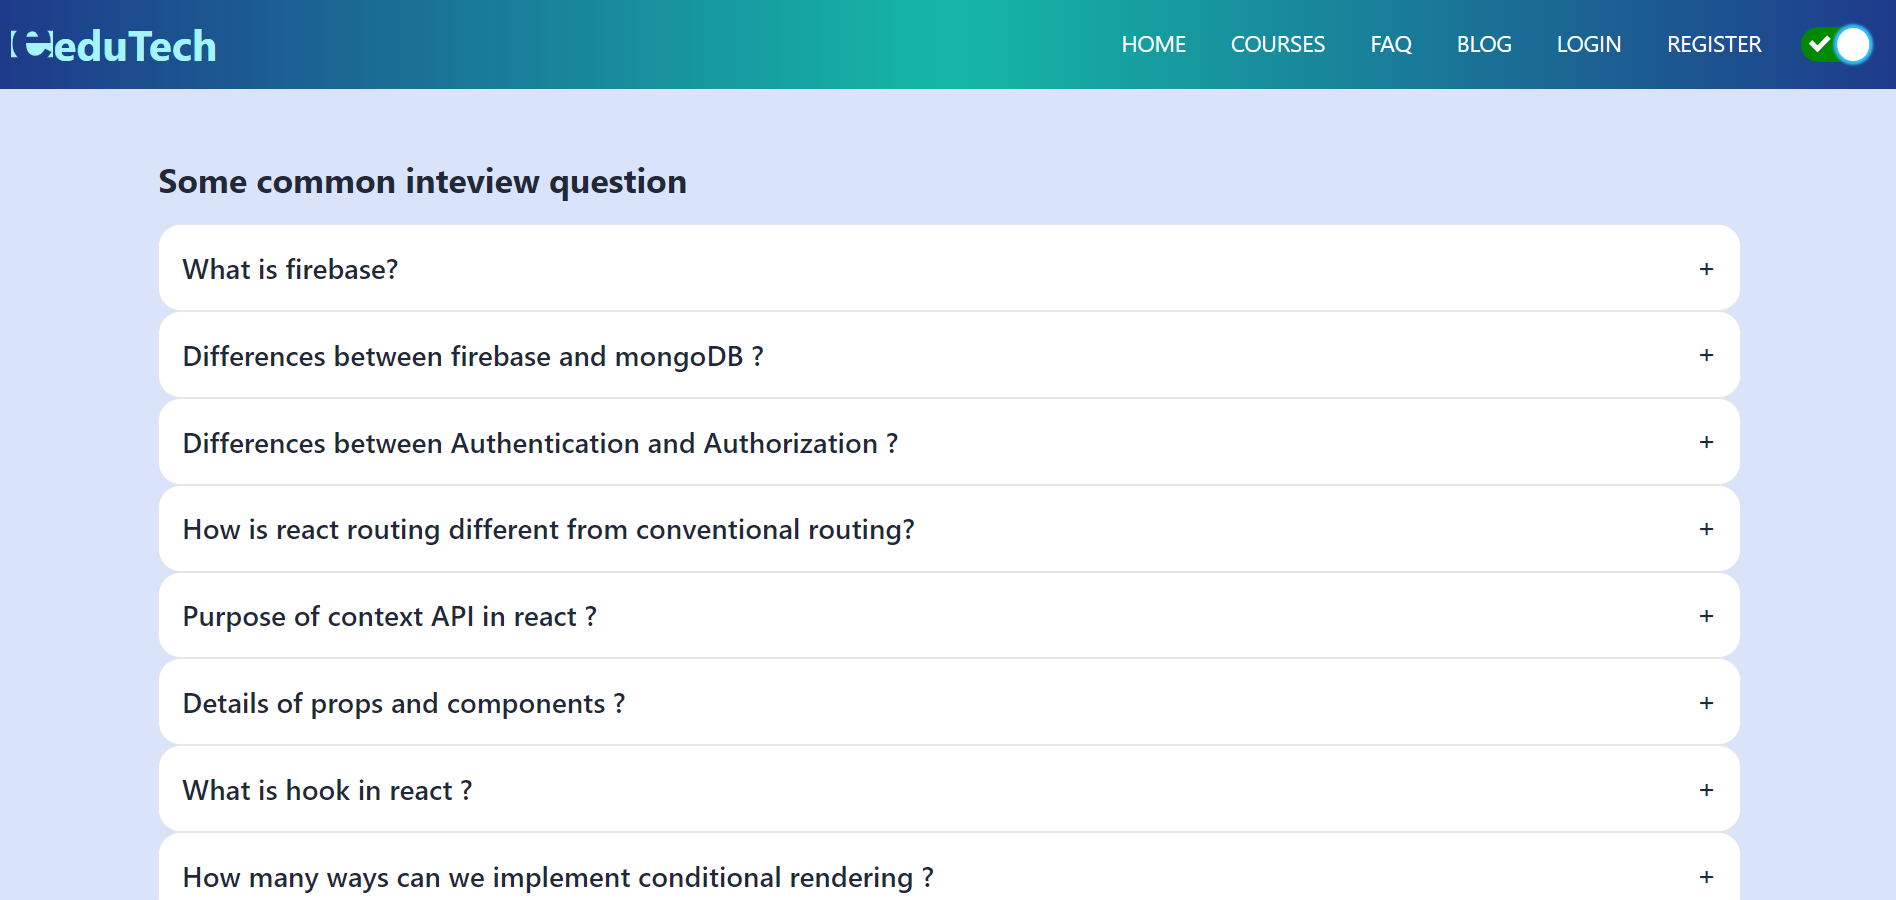 eduTech
HOME COURSES FAQ BLOG LOGIN REGISTER
Some common inteview question
What is firebase? +
Differences between firebase and mongoDB ? +
Differences between Authentication and Authorization ? +
How is react routing different from conventional routing? +
Purpose of context API in react ? +
Details of props and components ? +
What is hook in react ? +
How many ways can we implement conditional rendering ? +